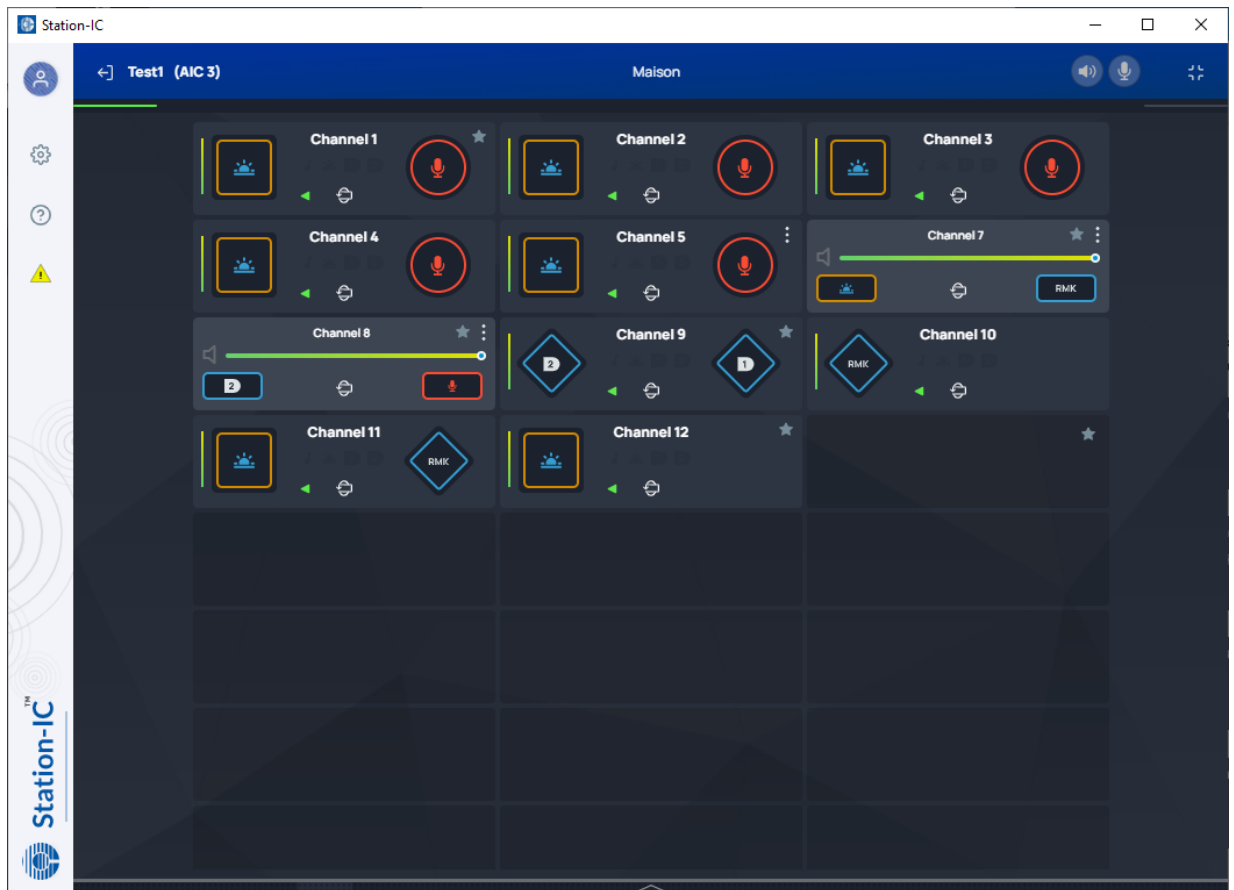 Station-IC
Test1 (AIC 3)
Maison
Channel 1
Channel 2
Channel 3
Channel 4
Channel 5
Channel 7
RMK
Channel 8
2
Channel 9
2
1
Channel 10
RMK
Channel 11
RMK
Channel 12
Station-IC™